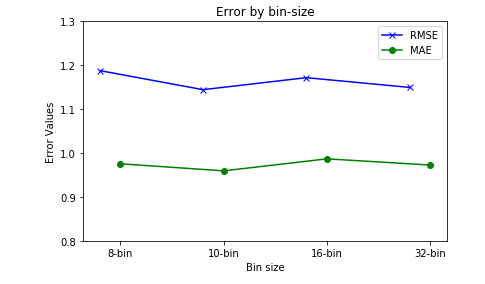 Error by bin-size
RMSE
MAE
1.3
1.2
1.1
1.0
0.9
0.8
Error Values
8-bin 10-bin 16-bin 32-bin
Bin size